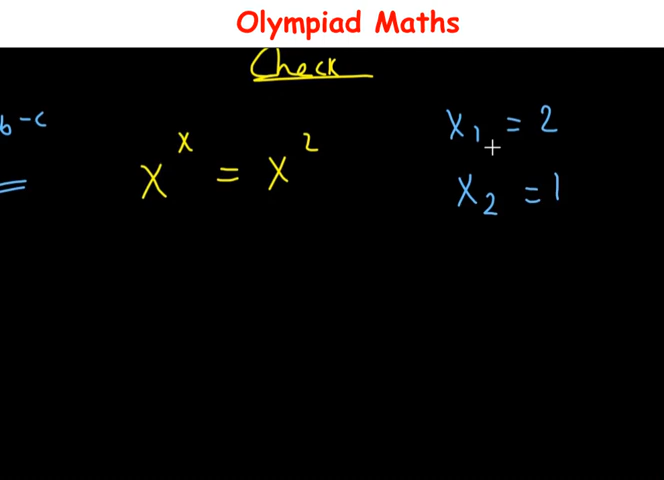 Olympiad Maths
Check
b-c
x^x = x^2
x₁ = 2
x₂ = 1